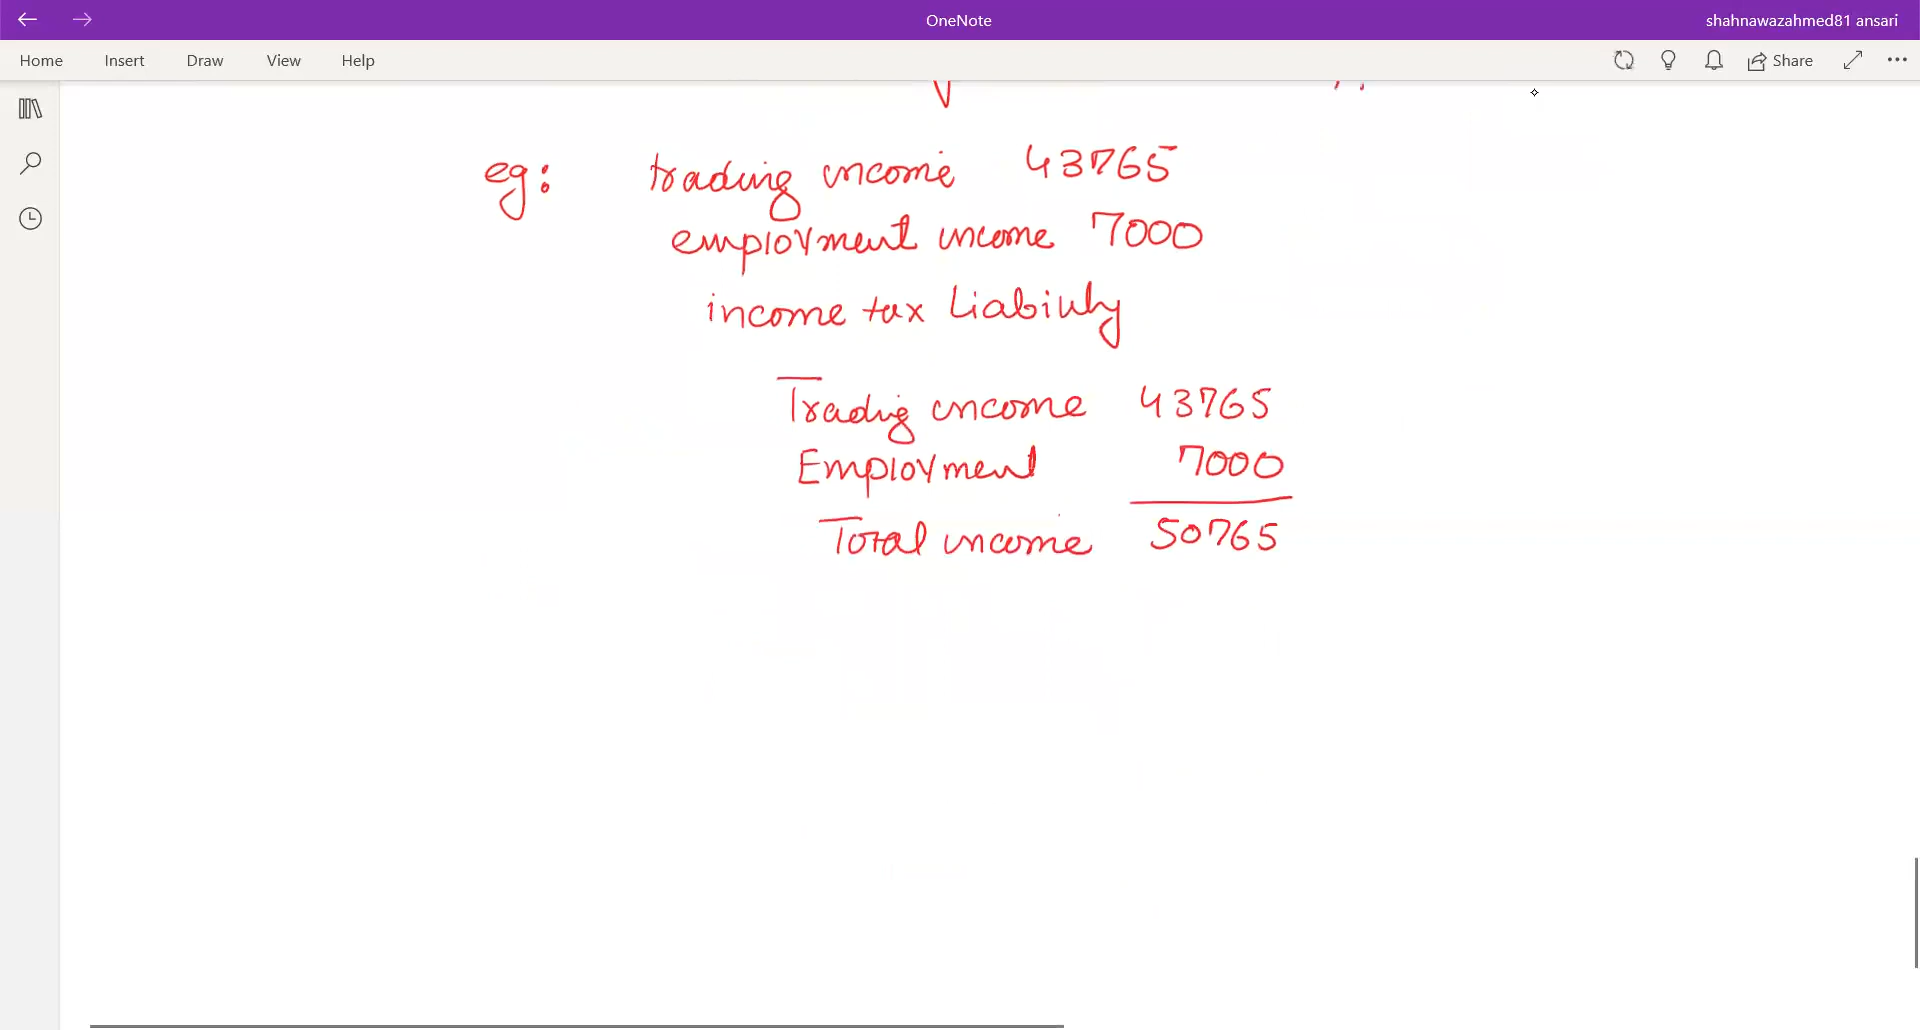 OneNote
shahnawazahmed81 ansari
Home Insert Draw View Help Share
eg: trading income 43765
employment income 7000
income tax Liability
Trading income 43765
Employment 7000
Total income 50765